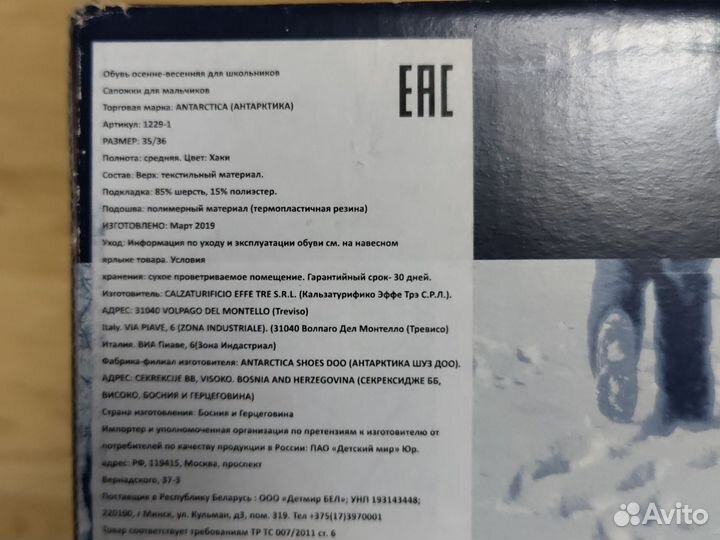 EAC
Обувь осенне-весенняя для школьников
Сапожки для мальчиков
Торговая марка: ANTARCTICA (АНТАРКТИКА)
Артикул: 1229-1
РАЗМЕР: 35/36
Полнота: средняя. Цвет: Хаки
Состав: Верх: текстильный материал.
Подкладка: 85% шерсть, 15% полиэстер.
Подошва: полимерный материал (термопластичная резина)
ИЗГОТОВЛЕНО: Март 2019
Уход: Информация по уходу и эксплуатации обуви см. на навесном
ярлыке товара. Условия
хранения: сухое проветриваемое помещение. Гарантийный срок- 30 дней.
Изготовитель: CALZATURIFICIO EFFE TRE S.R.L. (Кальзатурифико Эффе Трэ С.Р.Л.).
АДРЕС: 31040 VOLPAGO DEL MONTELLO (Treviso)
Italy. VIA PIAVE, 6 (ZONA INDUSTRIALE). (31040 Волпаго Дел Монтелло (Тревисо)
Италия. ВИА Пиаве, 6(Зона Индастриал)
Фабрика-филиал изготовителя: ANTARCTICA SHOES DOO (АНТАРКТИКА ШУЗ ДОО).
АДРЕС: CEKREKCIJE BB, VISOKO. BOSNIA AND HERZEGOVINA (СЕКРЕКСИДЖЕ ББ,
ВИСОКО, БОСНИЯ И ГЕРЦЕГОВИНА)
Страна изготовления: Босния и Герцеговина
Импортер и уполномоченная организация по претензиям к изготовителю от
потребителей по качеству продукции в России: ПАО «Детский мир» Юр.
адрес: РФ, 119415, Москва, проспект
Вернадского, 37-3
Поставщик в Республику Беларусь : ООО «Детмир БЕЛ»; УНП 193143448;
220100, г Минск, ул. Кульман, д3, пом. 319. Тел +375(17)3970001
Товар соответствует требованиям ТР ТС 007/2011 ст. 6
Avito